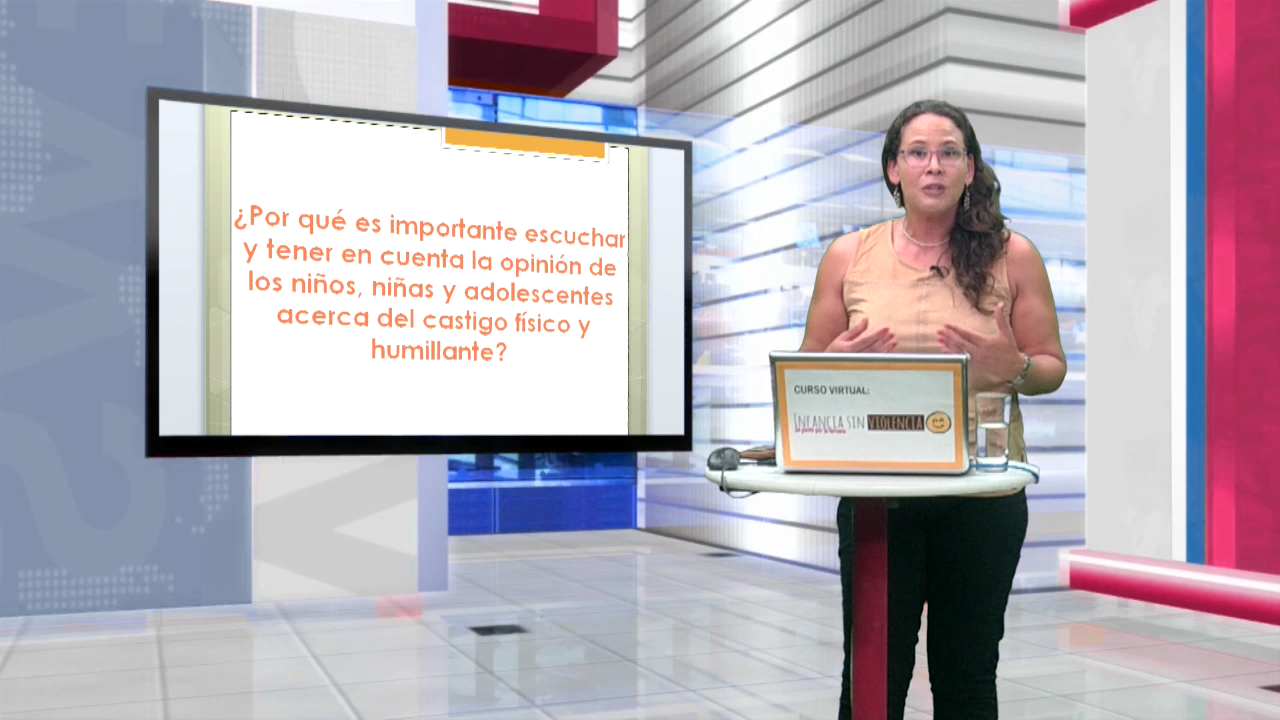 ¿Por qué es importante escuchar
y tener en cuenta la opinión de
los niños, niñas y adolescentes
acerca del castigo físico y
humillante?
CURSO VIRTUAL:
INFANCIA SIN VIOLENCIA